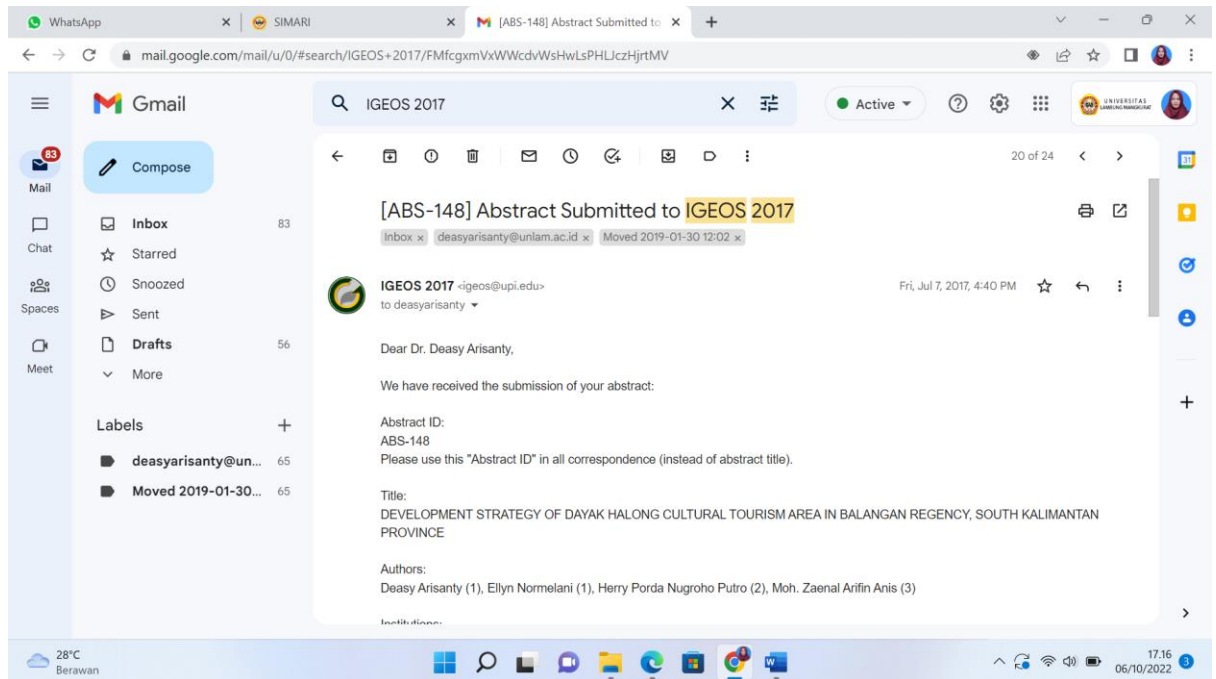 WhatsApp
SIMARI
[ABS-148] Abstract Submitted to
mail.google.com/mail/u/0/#search/IGEOS+2017/FMfcgxmVxWWcdvWsHwLsPHLJczHjrtMV
Gmail
IGEOS 2017
Active
UNIVERSITAS
LAMBUNG MANGKURAT
83
Mail
Chat
Spaces
Meet
Compose
Inbox 83
Starred
Snoozed
Sent
Drafts 56
More
Labels
deasyarisanty@un... 65
Moved 2019-01-30... 65
20 of 24
31
[ABS-148] Abstract Submitted to IGEOS 2017
Inbox x deasyarisanty@unlam.ac.id x Moved 2019-01-30 12:02 x
IGEOS 2017 <igeos@upi.edu> Fri, Jul 7, 2017, 4:40 PM
to deasyarisanty
Dear Dr. Deasy Arisanty,
We have received the submission of your abstract:
Abstract ID:
ABS-148
Please use this "Abstract ID" in all correspondence (instead of abstract title).
Title:
DEVELOPMENT STRATEGY OF DAYAK HALONG CULTURAL TOURISM AREA IN BALANGAN REGENCY, SOUTH KALIMANTAN
PROVINCE
Authors:
Deasy Arisanty (1), Ellyn Normelani (1), Herry Porda Nugroho Putro (2), Moh. Zaenal Arifin Anis (3)
Institutions:
28°C
Berawan
17.16
06/10/2022
3